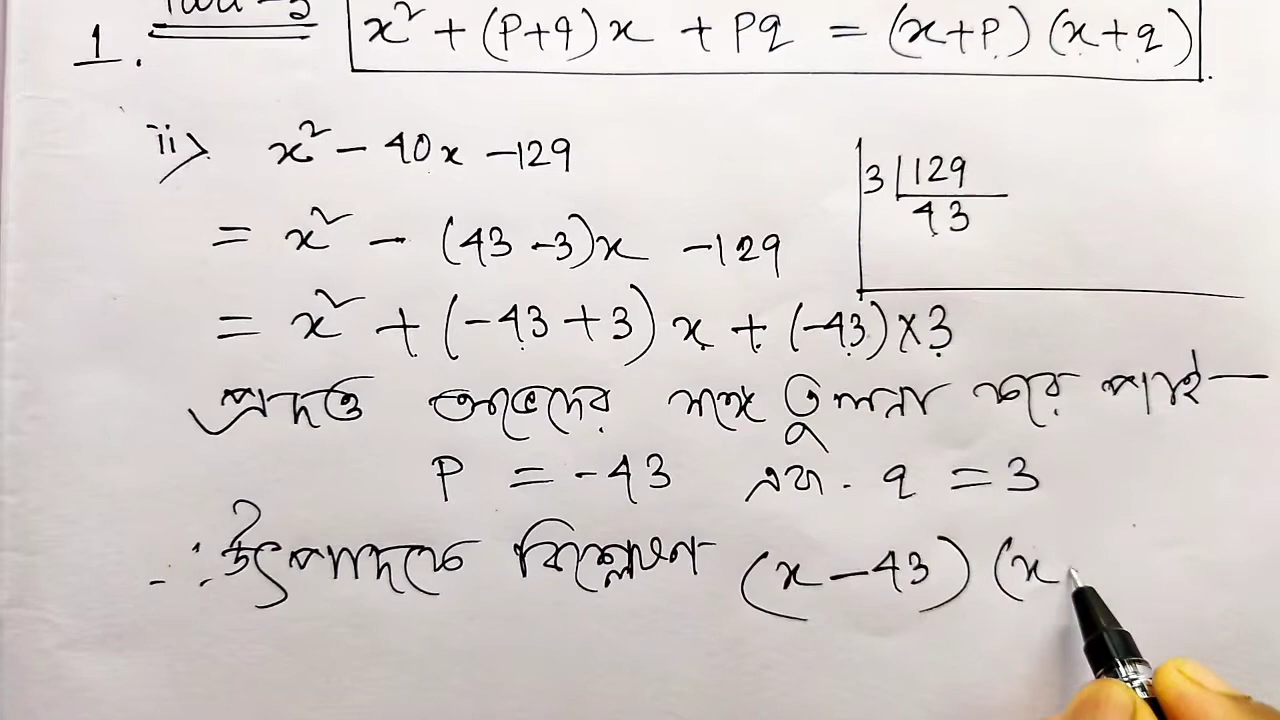 1. x² + (P+q)x + Pq = (x+P)(x+q)
ii> x² - 40x - 129
3 | 129
43
= x² - (43 - 3)x - 129
= x² + (-43 + 3) x + (-43) × 3
প্রদত্ত অভেদের সঙ্গে তুলনা করে পাই —
P = -43 এবং q = 3
∴ উৎপাদকে বিশ্লেষণ (x - 43) (x